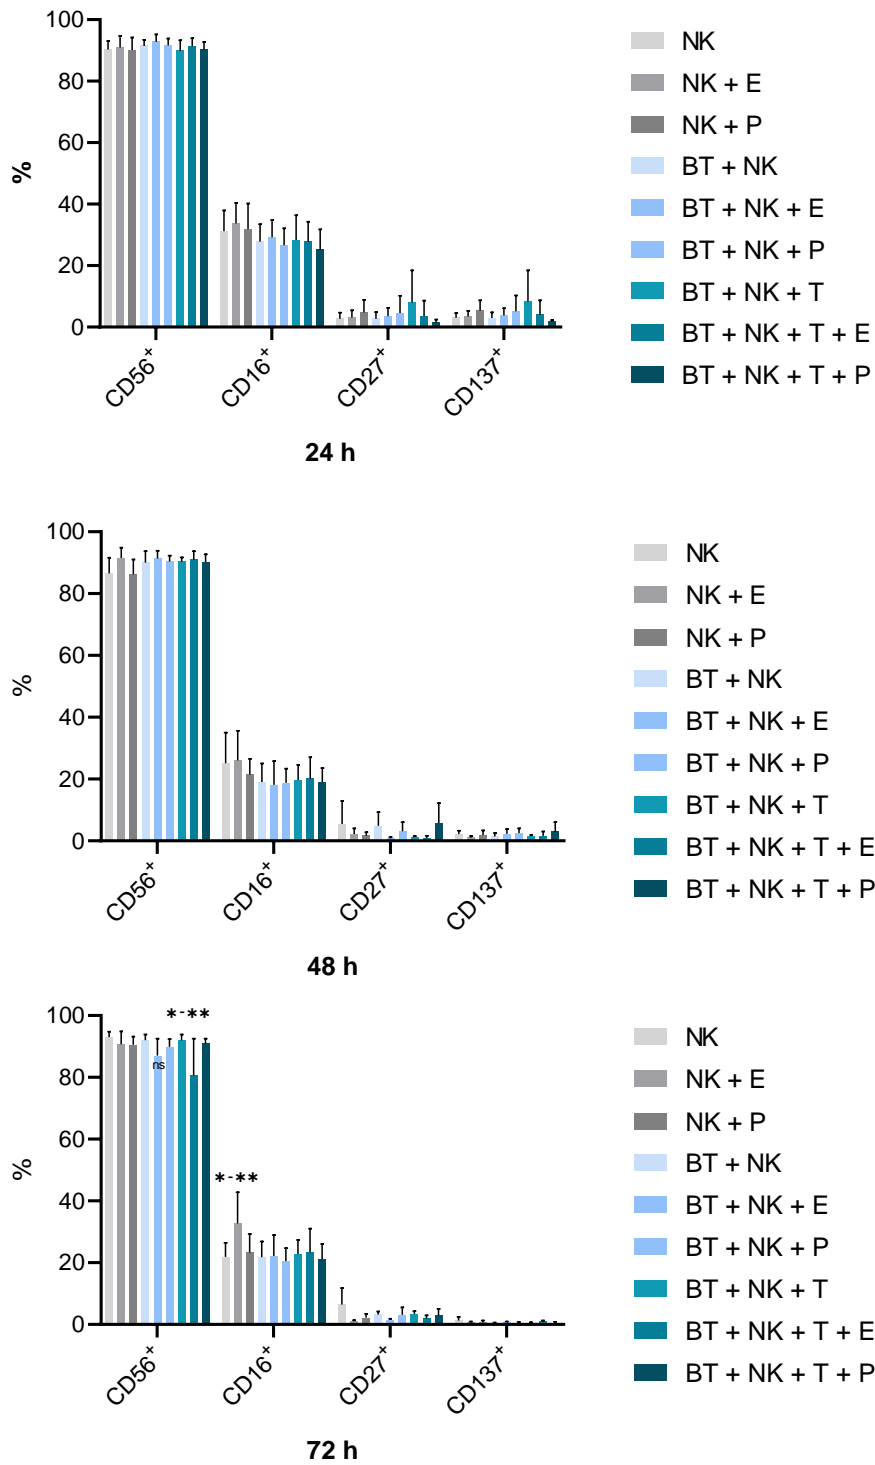 100
80
60
40
20
0
%
CD56+
CD16+
CD27+
CD137+
24 h
NK
NK + E
NK + P
BT + NK
BT + NK + E
BT + NK + P
BT + NK + T
BT + NK + T + E
BT + NK + T + P
100
80
60
40
20
0
%
CD56+
CD16+
CD27+
CD137+
48 h
NK
NK + E
NK + P
BT + NK
BT + NK + E
BT + NK + P
BT + NK + T
BT + NK + T + E
BT + NK + T + P
*-**
100
80
60
40
20
0
%
ns
*-**
CD56+
CD16+
CD27+
CD137+
72 h
NK
NK + E
NK + P
BT + NK
BT + NK + E
BT + NK + P
BT + NK + T
BT + NK + T + E
BT + NK + T + P